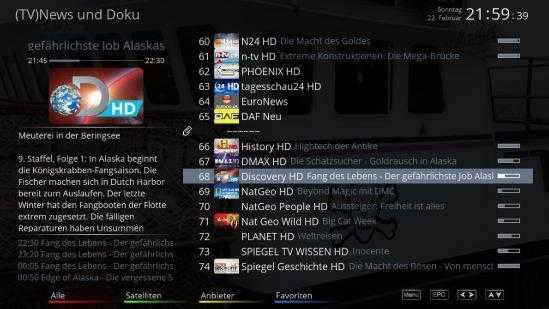 (TV)News und Doku
Sonntag
22. Februar
21:59:39
gefährlichste Job Alaskas
21:45
22:30
HD
Meuterei in der Beringsee
9. Staffel, Folge 1: In Alaska beginnt
die Königskrabben-Fangsaison. Die
Fischer machen sich in Dutch Harbor
bereit zum Auslaufen. Der letzte
Winter hat den Fangbooten der Flotte
extrem zugesetzt. Die fälligen
Reparaturen haben Unsummen
22:30 Fang des Lebens - Der gefährlichs
23:20 Fang des Lebens - Der gefährlichs
00:05 Fang des Lebens - Der gefährlichs
00:50 Edge of Alaska - Die vergessene S
60 N24 HD Die Macht des Goldes
61 n-tv HD Extreme Konstruktionen: Die Mega-Brücke
62 PHOENIX HD
63 tagesschau24 HD
64 EuroNews
65 DAF Neu
------
66 History HD Hightech der Antike
67 DMAX HD Die Schatzsucher - Goldrausch in Alaska
68 Discovery HD Fang des Lebens - Der gefährlichste Job Alasl
69 NatGeo HD Beyond Magic mit DMC
70 NatGeo People HD Aussteiger: Freiheit ist alles
71 Nat Geo Wild HD Big Cat Week
72 PLANET HD Weltreisen
73 SPIEGEL TV WISSEN HD Inocente
74 Spiegel Geschichte HD Die Macht des Bösen - Von menscl
Alle
Satelliten
Anbieter
Favoriten
Menu
EPG